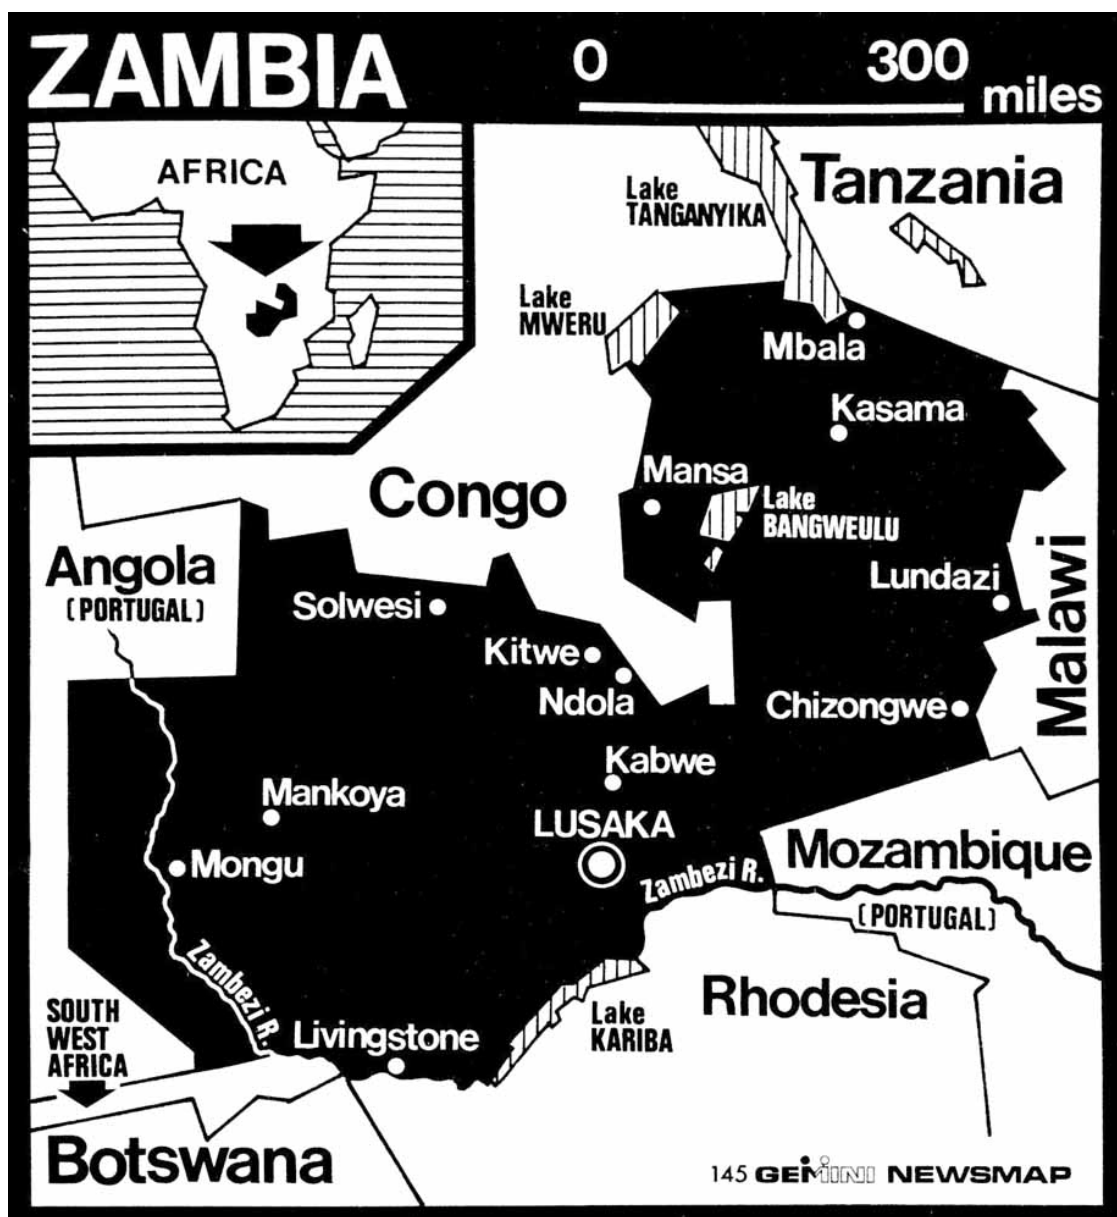 ZAMBIA
0 300 miles
AFRICA
Tanzania
Lake
TANGANYIKA
Lake
MWERU
Mbala
Kasama
Mansa
Lake
BANGWEULU
Congo
Angola
(PORTUGAL)
Solwesi
Lundazi
Malawi
Kitwe
Ndola
Chizongwe
Kabwe
Mankoya
LUSAKA
Mongu
Zambezi R.
Mozambique
(PORTUGAL)
Zambezi R.
Rhodesia
Lake
KARIBA
Livingstone
SOUTH
WEST
AFRICA
Botswana
145 GEMINI NEWSMAP